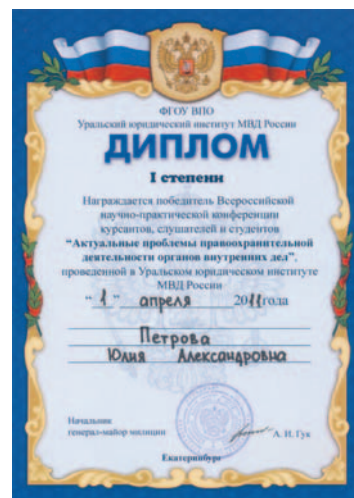 ФГОУ ВПО
Уральский юридический институт МВД России
ДИПЛОМ
I степени
Награждается победитель Всероссийской
научно-практической конференции
курсантов, слушателей и студентов
“Актуальные проблемы правоохранительной
деятельности органов внутренних дел”,
проведенной в Уральском юридическом институте
МВД России
“ 1 ” апреля 2011 года
Петрова
Юлия Александровна
Начальник
генерал-майор милиции А. И. Гук
Екатеринбург